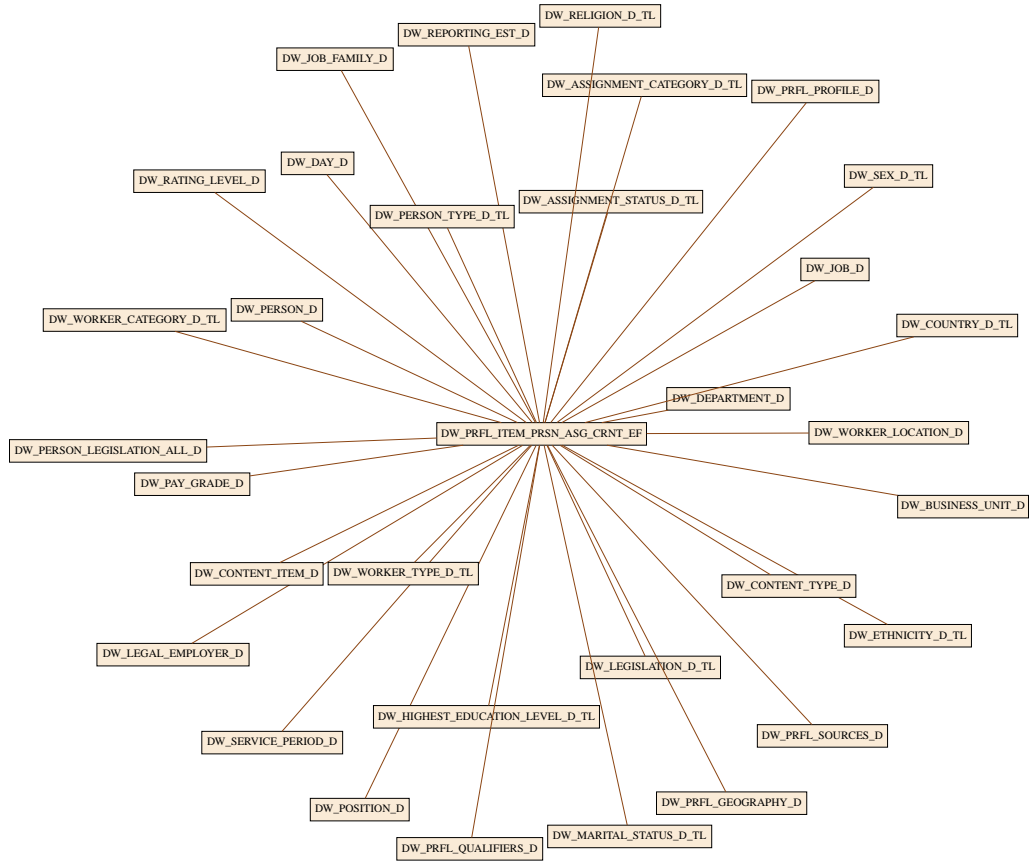 DW_RELIGION_D_TL
DW_REPORTING_EST_D
DW_JOB_FAMILY_D
DW_ASSIGNMENT_CATEGORY_D_TL
DW_PRFL_PROFILE_D
DW_DAY_D
DW_SEX_D_TL
DW_RATING_LEVEL_D
DW_ASSIGNMENT_STATUS_D_TL
DW_PERSON_TYPE_D_TL
DW_JOB_D
DW_PERSON_D
DW_WORKER_CATEGORY_D_TL
DW_COUNTRY_D_TL
DW_DEPARTMENT_D
DW_PRFL_ITEM_PRSN_ASG_CRNT_EF
DW_WORKER_LOCATION_D
DW_PERSON_LEGISLATION_ALL_D
DW_PAY_GRADE_D
DW_BUSINESS_UNIT_D
DW_CONTENT_ITEM_D
DW_WORKER_TYPE_D_TL
DW_CONTENT_TYPE_D
DW_ETHNICITY_D_TL
DW_LEGAL_EMPLOYER_D
DW_LEGISLATION_D_TL
DW_HIGHEST_EDUCATION_LEVEL_D_TL
DW_PRFL_SOURCES_D
DW_SERVICE_PERIOD_D
DW_PRFL_GEOGRAPHY_D
DW_POSITION_D
DW_MARITAL_STATUS_D_TL
DW_PRFL_QUALIFIERS_D